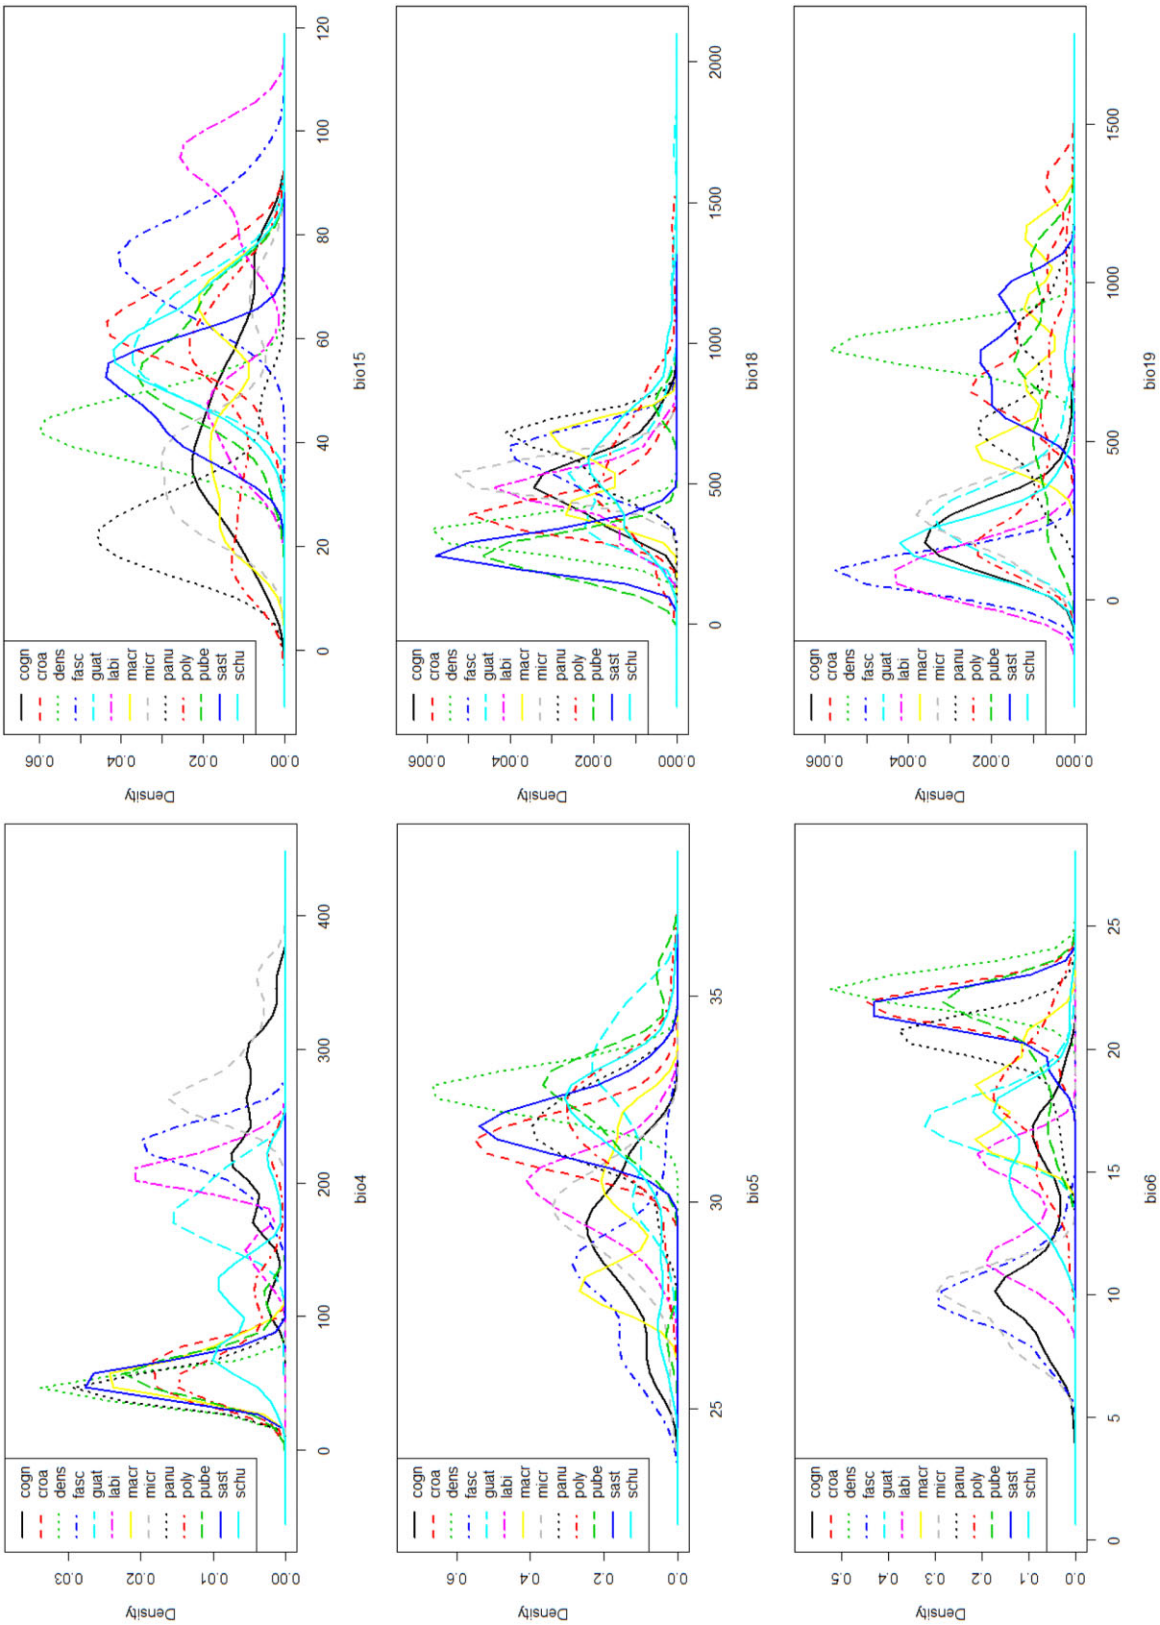 0.03
0.02
0.01
0.00
Density
cogn
croa
dens
fasc
guat
labi
macr
micr
panu
poly
pube
sast
schu
0 100 200 300 400
bio4
0.06
0.04
0.02
0.00
Density
cogn
croa
dens
fasc
guat
labi
macr
micr
panu
poly
pube
sast
schu
0 20 40 60 80 100 120
bio15
0.6
0.4
0.2
0.0
Density
cogn
croa
dens
fasc
guat
labi
macr
micr
panu
poly
pube
sast
schu
25 30 35
bio5
0.006
0.004
0.002
0.000
Density
cogn
croa
dens
fasc
guat
labi
macr
micr
panu
poly
pube
sast
schu
0 500 1000 1500 2000
bio18
0.5
0.4
0.3
0.2
0.1
0.0
Density
cogn
croa
dens
fasc
guat
labi
macr
micr
panu
poly
pube
sast
schu
0 5 10 15 20 25
bio6
0.006
0.004
0.002
0.000
Density
cogn
croa
dens
fasc
guat
labi
macr
micr
panu
poly
pube
sast
schu
0 500 1000 1500
bio19